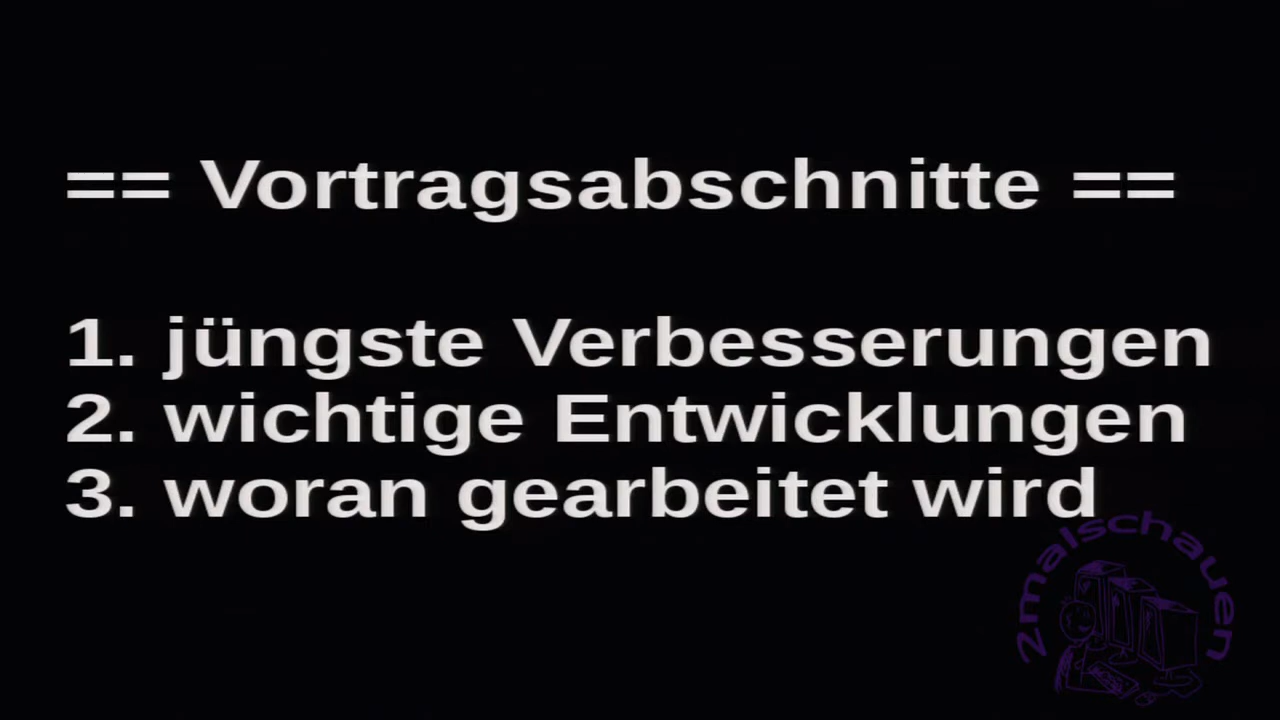 == Vortragsabschnitte ==
1. jüngste Verbesserungen
2. wichtige Entwicklungen
3. woran gearbeitet wird
2malschauen